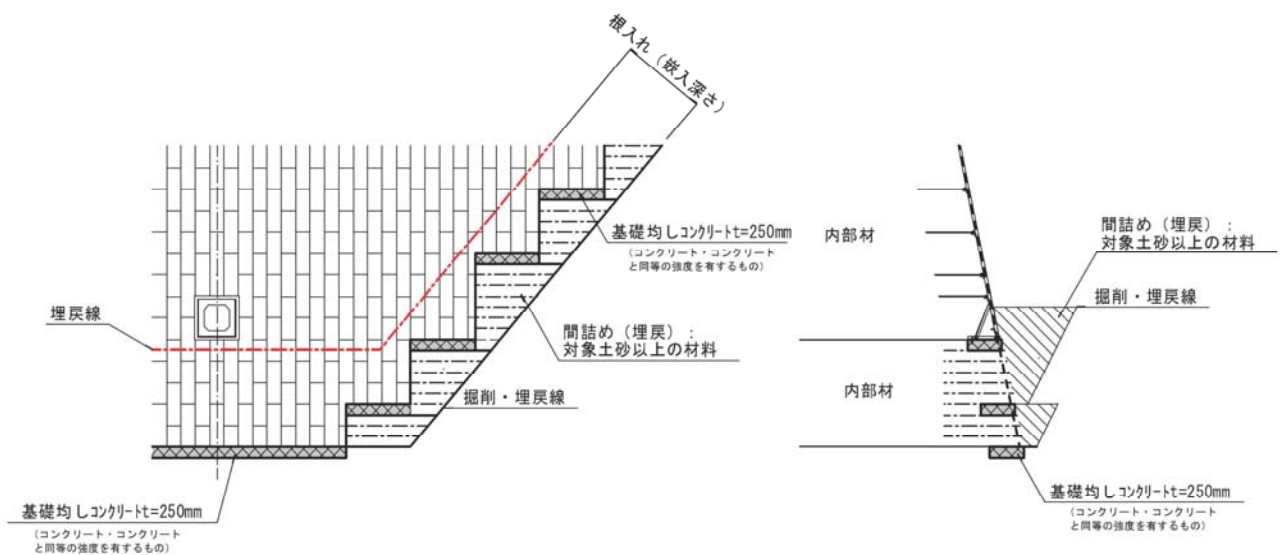 根入れ（嵌入深さ）
埋戻線
基礎均しコンクリートt=250mm
（コンクリート・コンクリート
と同等の強度を有するもの）
間詰め（埋戻）：
対象土砂以上の材料
掘削・埋戻線
基礎均しコンクリートt=250mm
（コンクリート・コンクリート
と同等の強度を有するもの）
内部材
間詰め（埋戻）：
対象土砂以上の材料
掘削・埋戻線
内部材
基礎均しコンクリートt=250mm
（コンクリート・コンクリート
と同等の強度を有するもの）